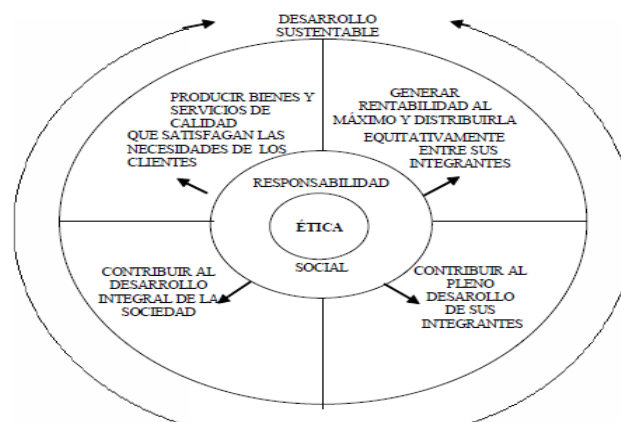 DESARROLLO
SUSTENTABLE
PRODUCIR BIENES Y
SERVICIOS DE
CALIDAD
QUE SATISFAGAN LAS
NECESIDADES DE LOS
CLIENTES
GENERAR
RENTABILIDAD AL
MÁXIMO Y DISTRIBUIRLA
EQUITATIVAMENTE
ENTRE SUS
INTEGRANTES
RESPONSABILIDAD
ÉTICA
SOCIAL
CONTRIBUIR AL
DESARROLLO
INTEGRAL DE LA
SOCIEDAD
CONTRIBUIR AL
PLENO
DESAROLLO
DE SUS
INTEGRANTES